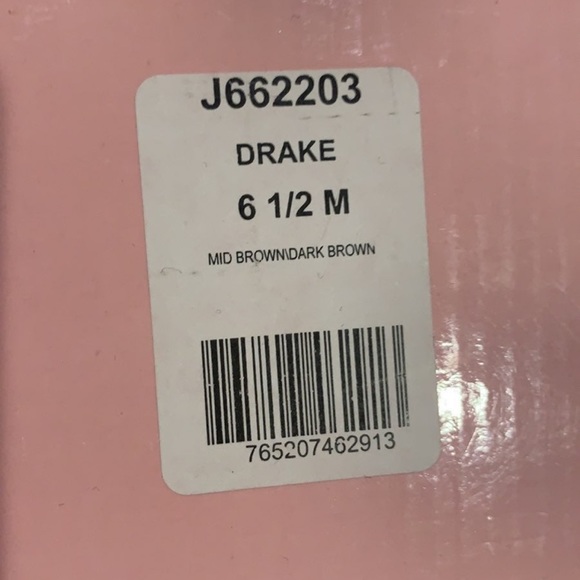 J662203
DRAKE
6 1/2 M
MID BROWN\DARK BROWN
765207462913